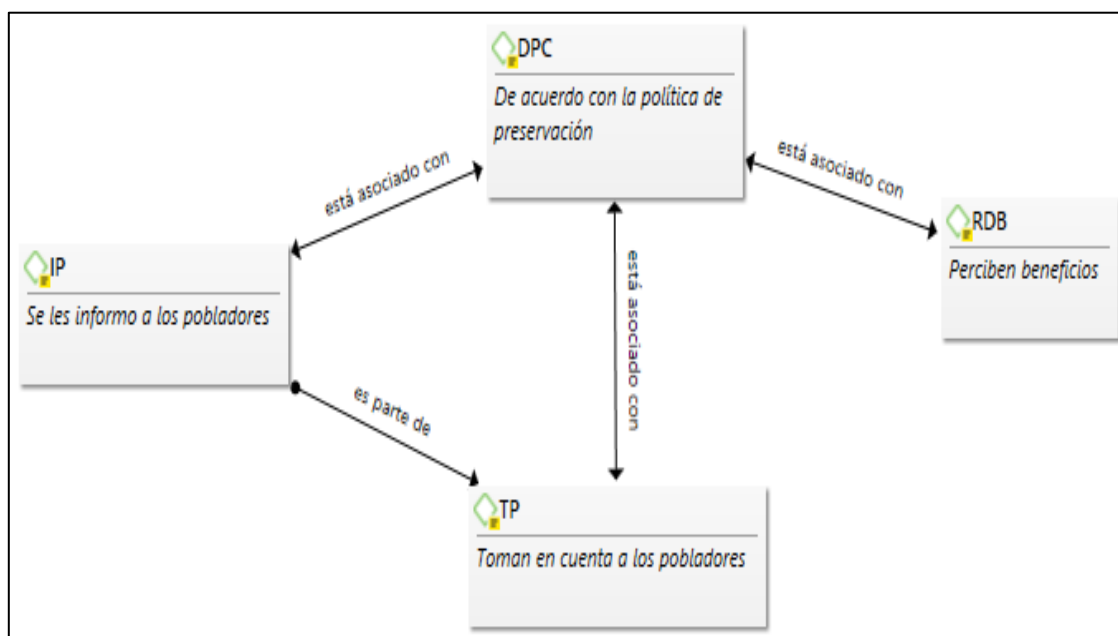 DPC
De acuerdo con la política de
preservación
está asociado con
está asociado con
RDB
Perciben beneficios
IP
Se les informo a los pobladores
está asociado con
es parte de
TP
Toman en cuenta a los pobladores